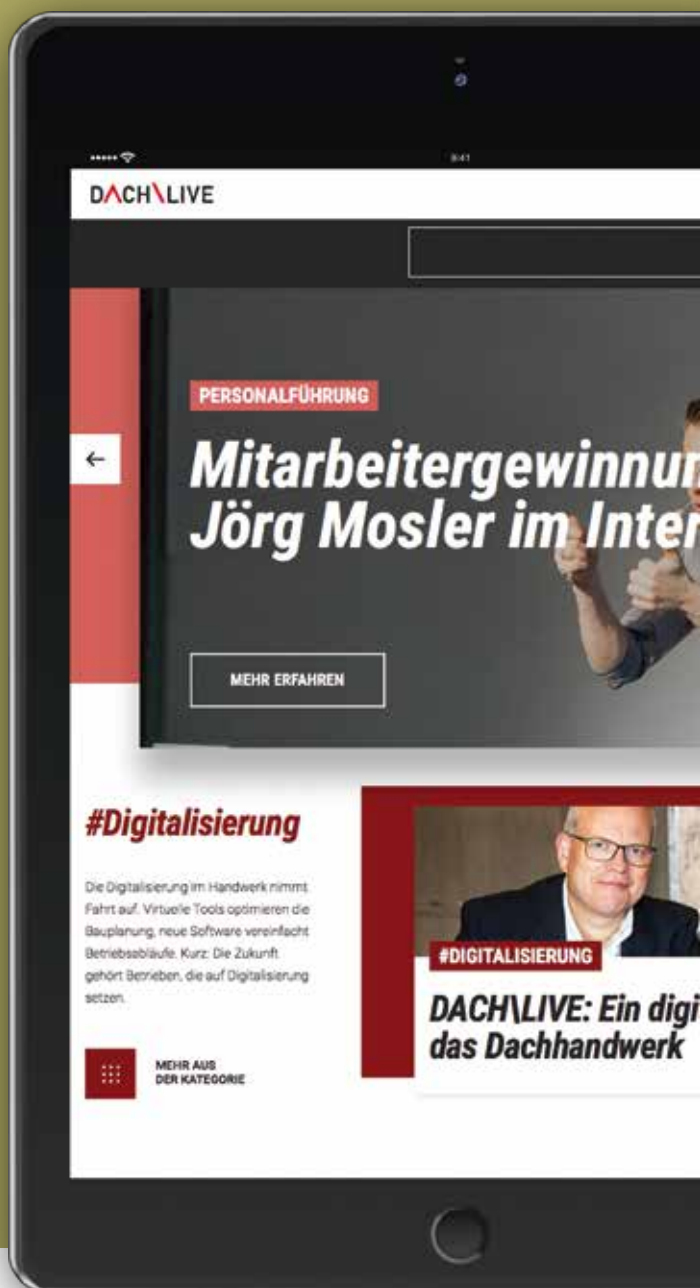 9:41
DACH\LIVE
PERSONALFÜHRUNG
Mitarbeitergewinnun
Jörg Mosler im Inter
MEHR ERFAHREN
#Digitalisierung
Die Digitalisierung im Handwerk nimmt
Fahrt auf. Virtuelle Tools optimieren die
Bauplanung, neue Software vereinfacht
Betriebsabläufe. Kurz: Die Zukunft
gehört Betrieben, die auf Digitalisierung
setzen.
MEHR AUS
DER KATEGORIE
#DIGITALISIERUNG
DACH\LIVE: Ein digi
das Dachhandwerk